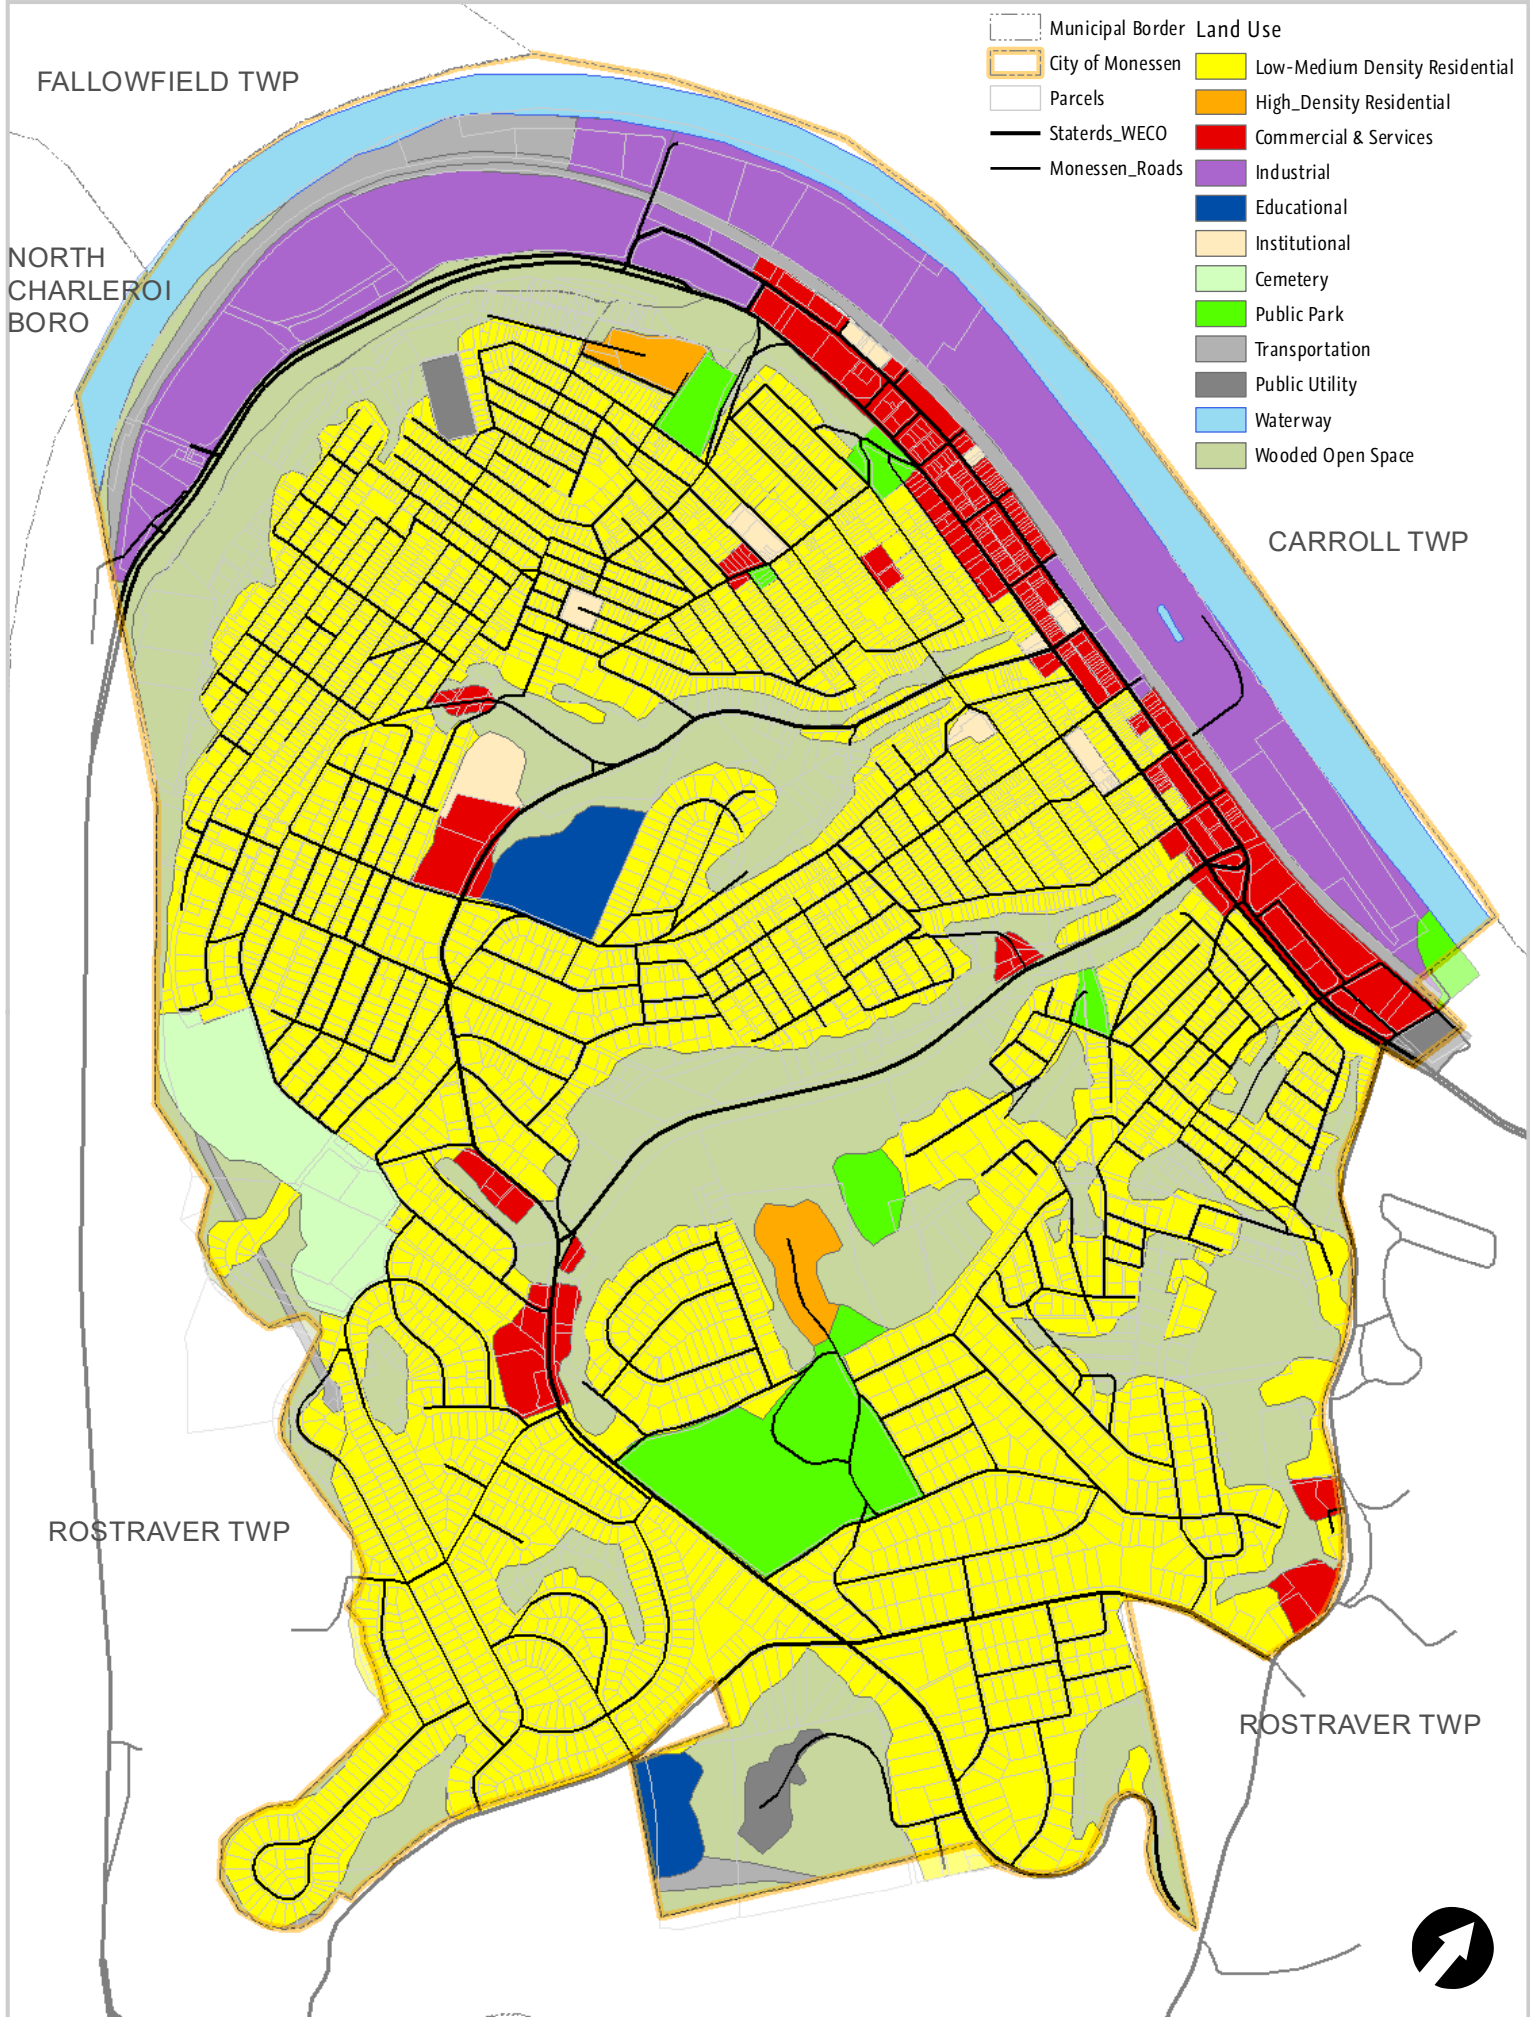 FALLOWFIELD TWP
NORTH
CHARLEROI
BORO
Municipal Border
City of Monessen
Parcels
Staterds_WECO
Monessen_Roads
Land Use
Low-Medium Density Residential
High_Density Residential
Commercial & Services
Industrial
Educational
Institutional
Cemetery
Public Park
Transportation
Public Utility
Waterway
Wooded Open Space
CARROLL TWP
ROSTRAVER TWP
ROSTRAVER TWP